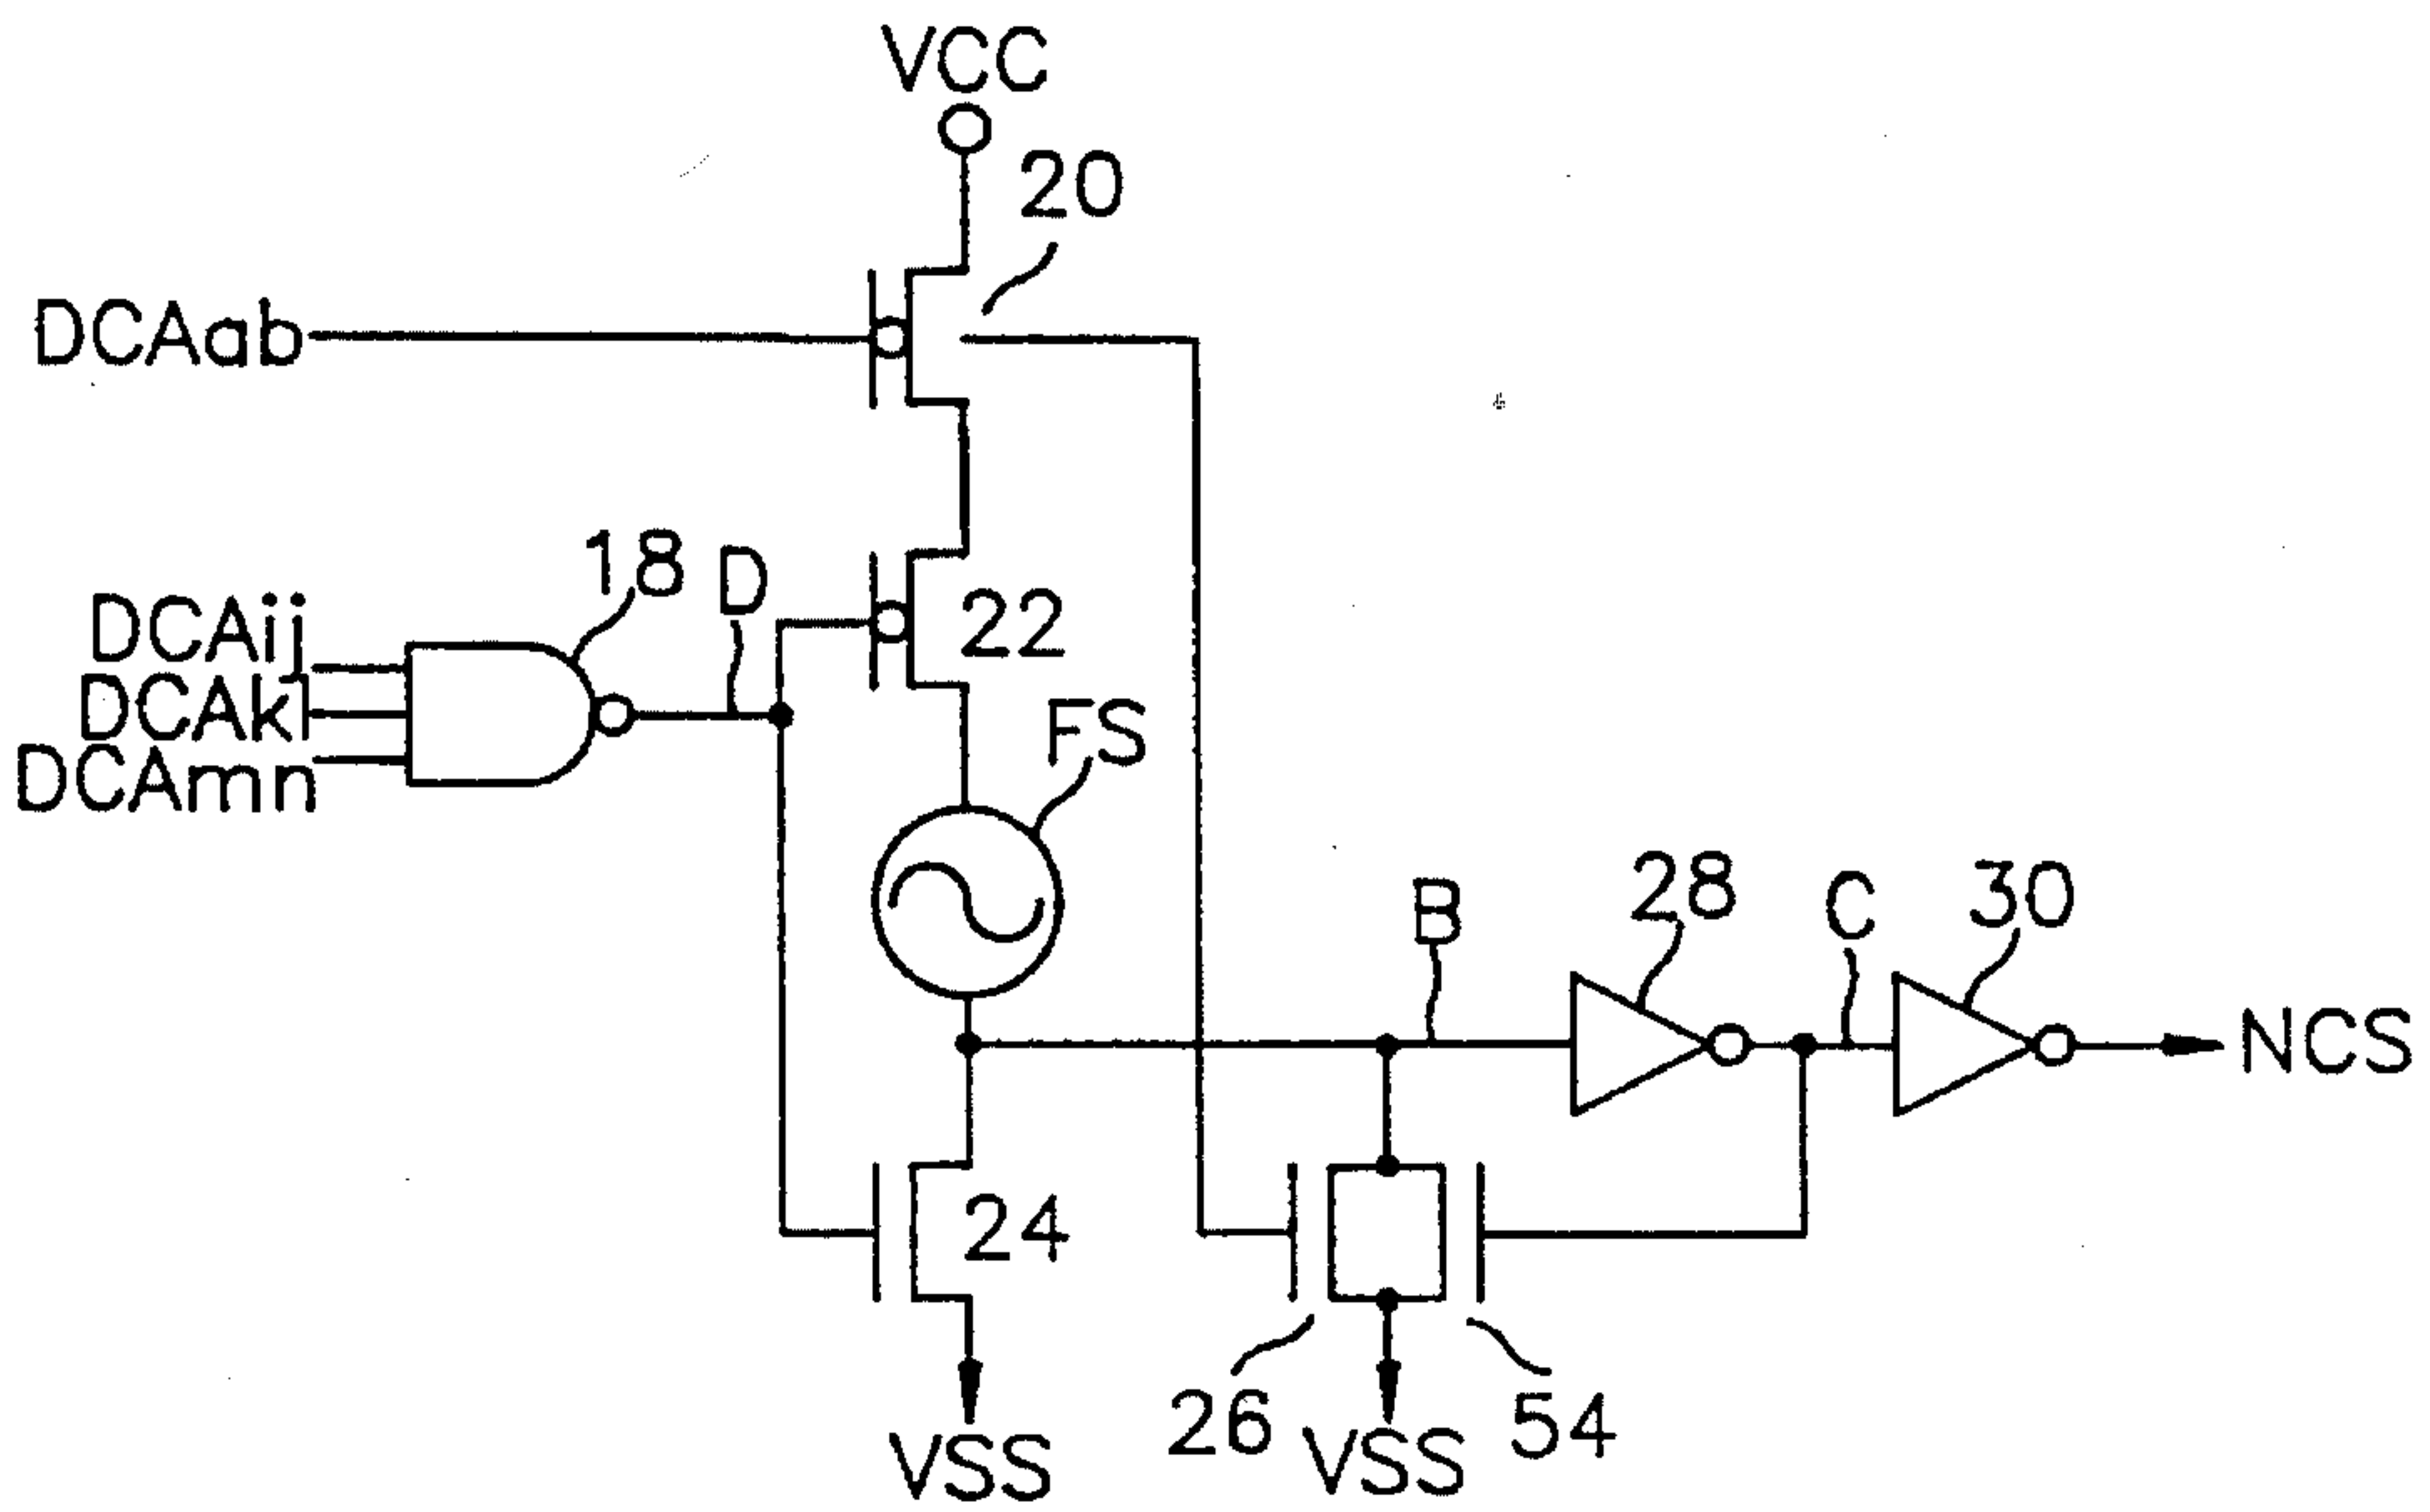 VCC
20
DCAab
18
D
DCAij
22
DCAkl
FS
DCAmn
B
28
C
30
NCS
24
26
54
VSS
VSS